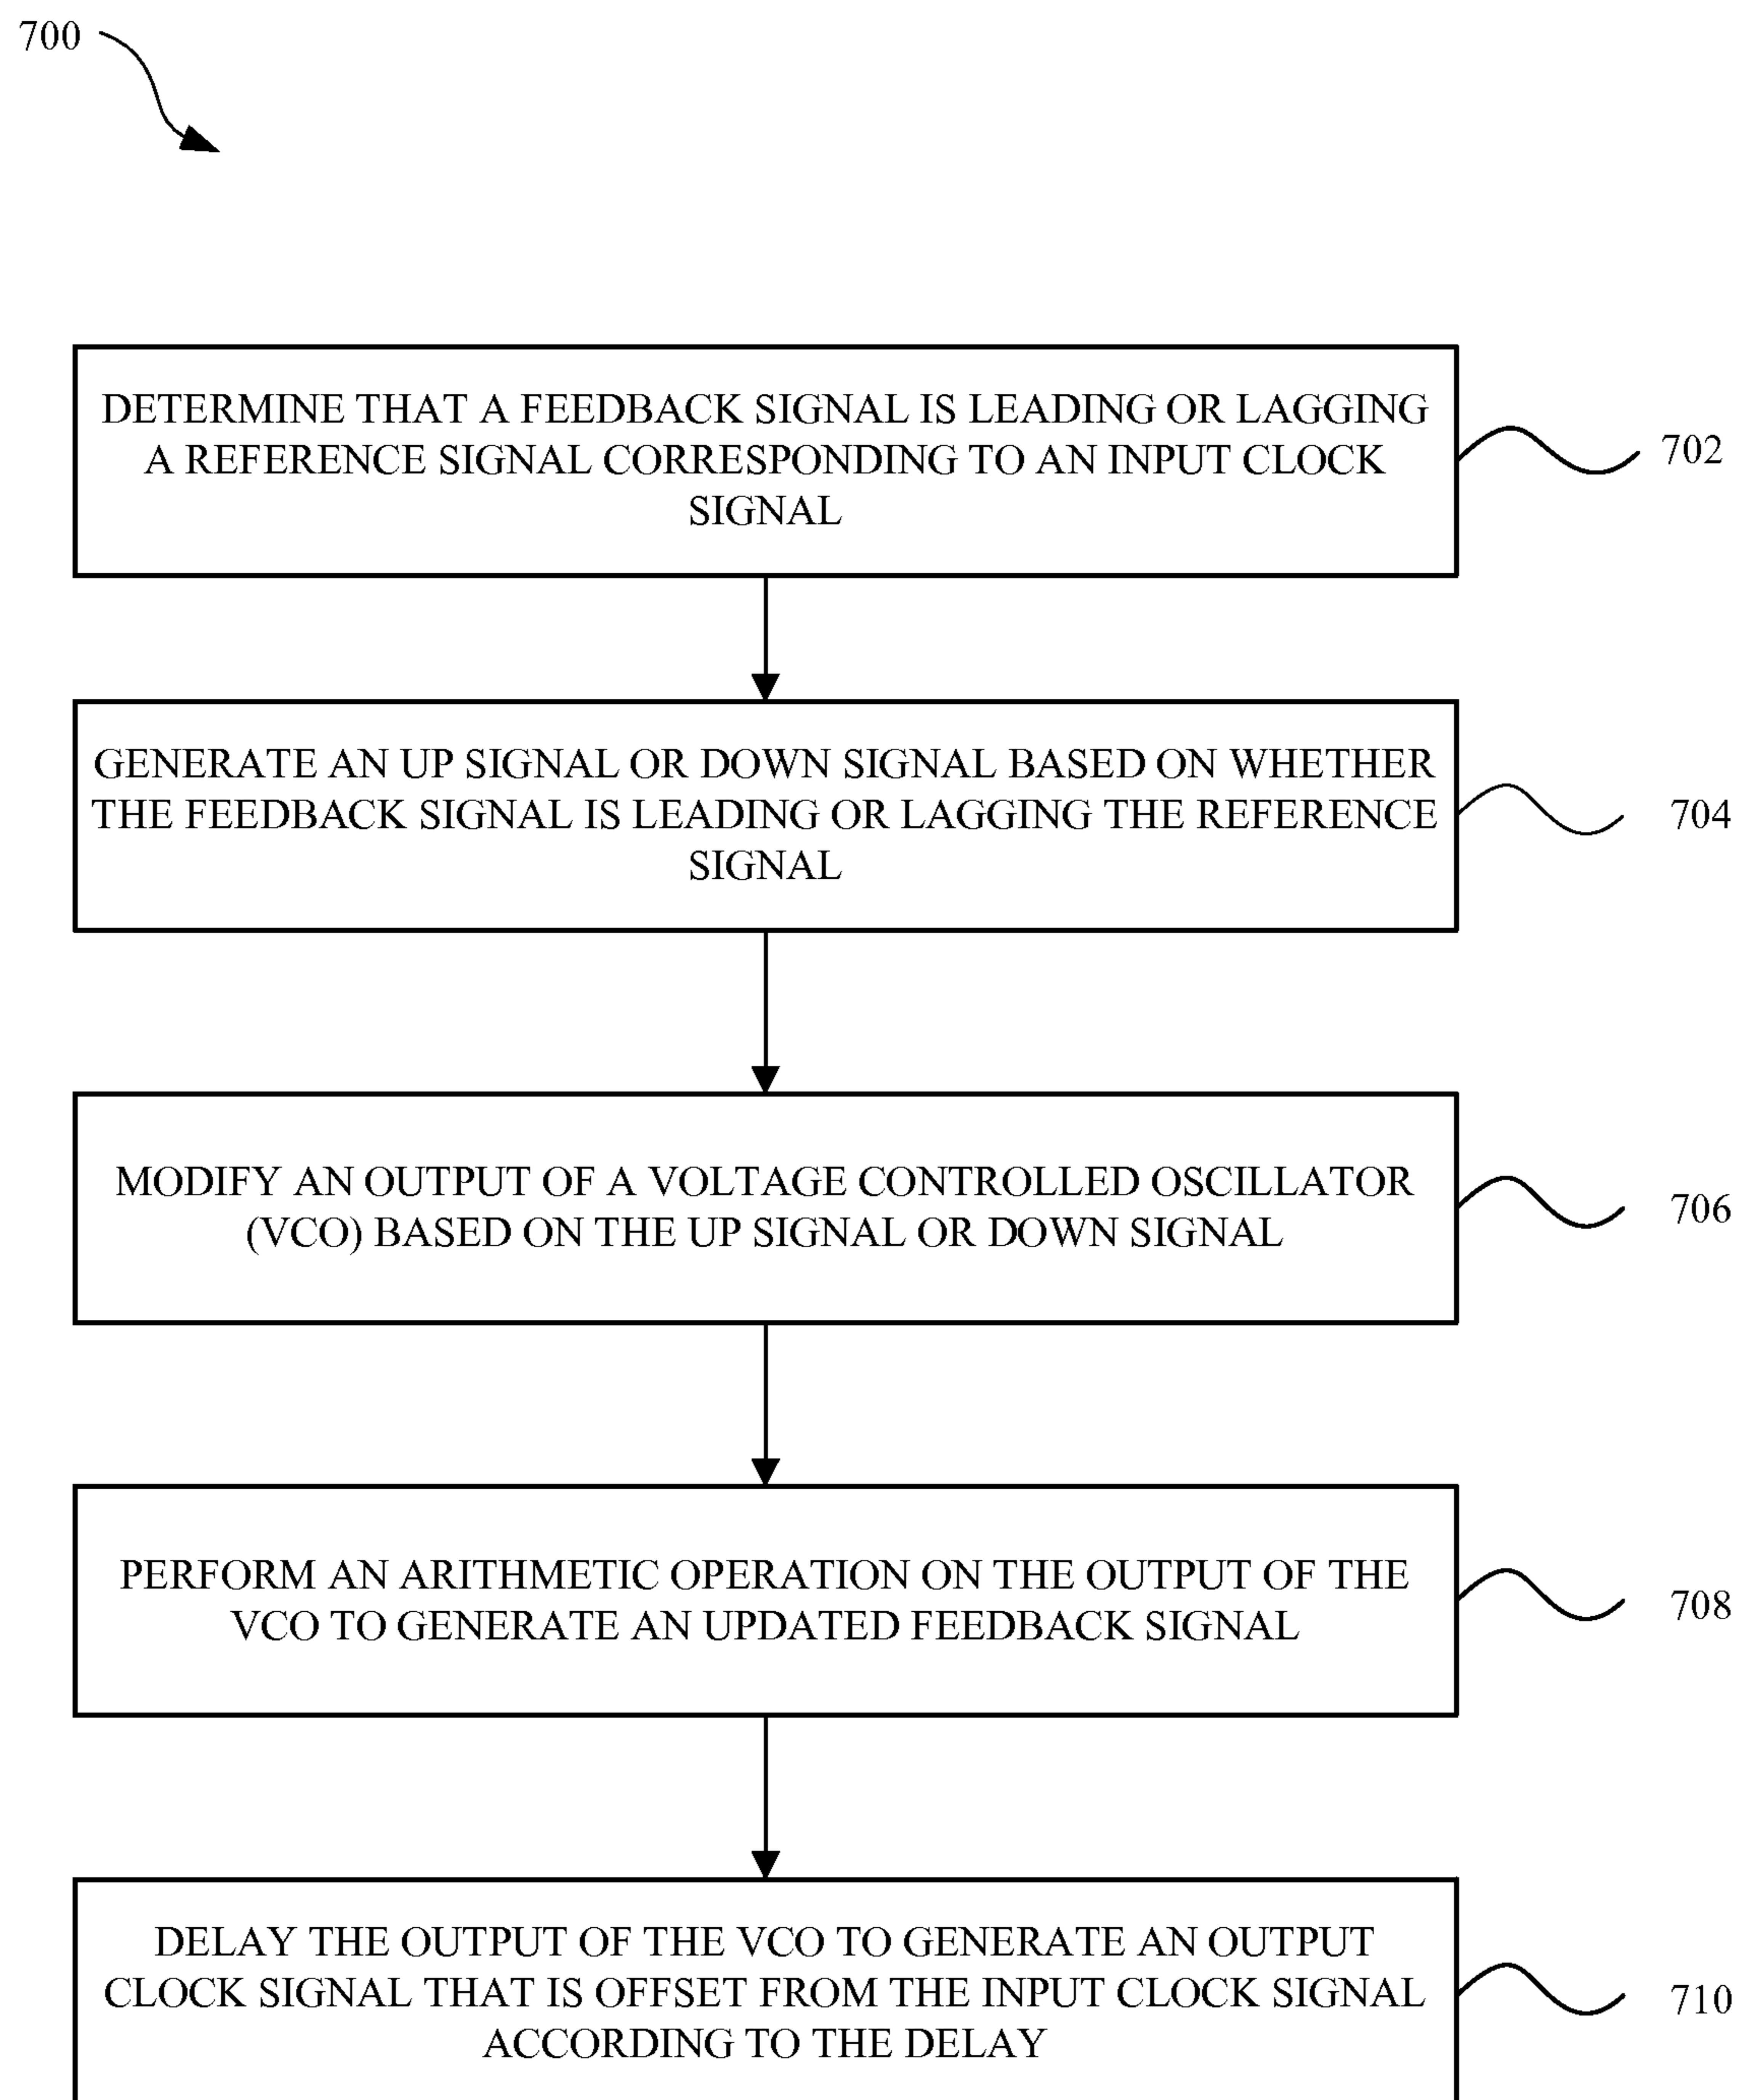 700
DETERMINE THAT A FEEDBACK SIGNAL IS LEADING OR LAGGING
A REFERENCE SIGNAL CORRESPONDING TO AN INPUT CLOCK
SIGNAL
702
GENERATE AN UP SIGNAL OR DOWN SIGNAL BASED ON WHETHER
THE FEEDBACK SIGNAL IS LEADING OR LAGGING THE REFERENCE
SIGNAL
704
MODIFY AN OUTPUT OF A VOLTAGE CONTROLLED OSCILLATOR
(VCO) BASED ON THE UP SIGNAL OR DOWN SIGNAL
706
PERFORM AN ARITHMETIC OPERATION ON THE OUTPUT OF THE
VCO TO GENERATE AN UPDATED FEEDBACK SIGNAL
708
DELAY THE OUTPUT OF THE VCO TO GENERATE AN OUTPUT
CLOCK SIGNAL THAT IS OFFSET FROM THE INPUT CLOCK SIGNAL
ACCORDING TO THE DELAY
710